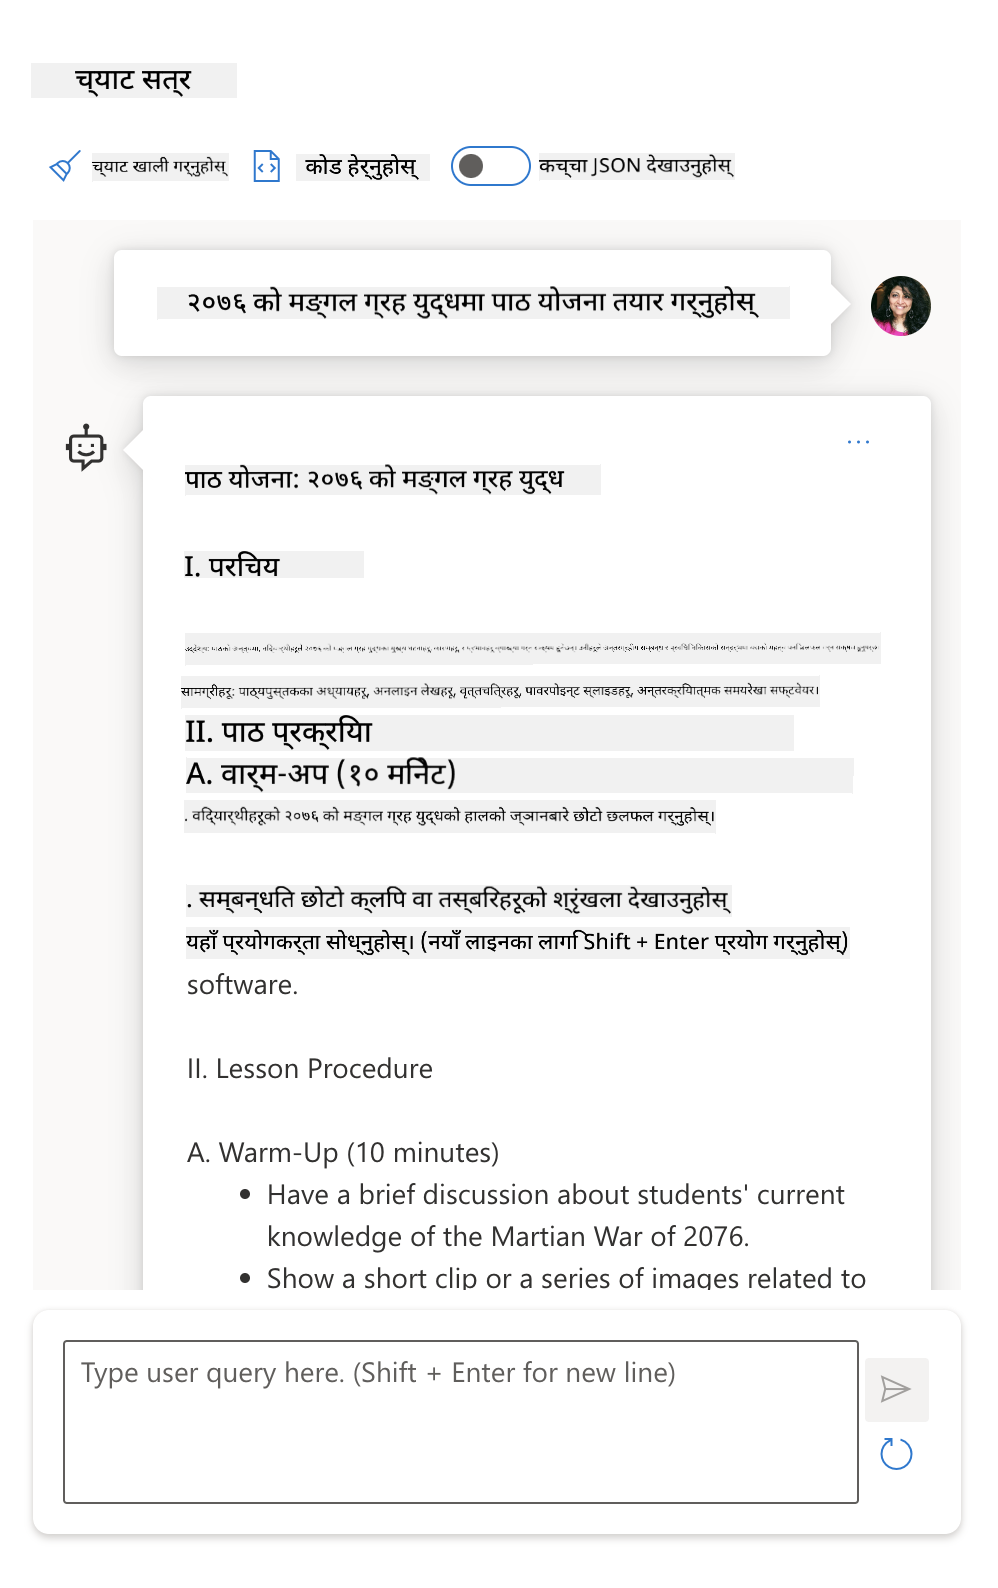 च्याट सत्र
च्याट खाली गर्नुहोस्
कोड हेर्नुहोस्
कच्चा JSON देखाउनुहोस्
२०७६ को मङ्गल ग्रह युद्धमा पाठ योजना तयार गर्नुहोस्
पाठ योजना: २०७६ को मङ्गल ग्रह युद्ध
I. परिचय
सामग्रीहरू: पाठ्यपुस्तकका अध्यायहरू, अनलाइन लेखहरू, वृत्तचित्रहरू, पावरपोइन्ट स्लाइडहरू, अन्तरक्रियात्मक समयरेखा सफ्टवेयर।
II. पाठ प्रक्रिया
A. वार्म-अप (१० मिनेट)
. विद्यार्थीहरूको २०७६ को मङ्गल ग्रह युद्धको हालको ज्ञानबारे छोटो छलफल गर्नुहोस्।
. सम्बन्धित छोटो क्लिप वा तस्बिरहरूको श्रृंखला देखाउनुहोस्
यहाँ प्रयोगकर्ता सोध्नुहोस्। (नयाँ लाइनका लागि Shift + Enter प्रयोग गर्नुहोस्)
software.
II. Lesson Procedure
A. Warm-Up (10 minutes)
• Have a brief discussion about students' current
knowledge of the Martian War of 2076.
• Show a short clip or a series of images related to
Type user query here. (Shift + Enter for new line)